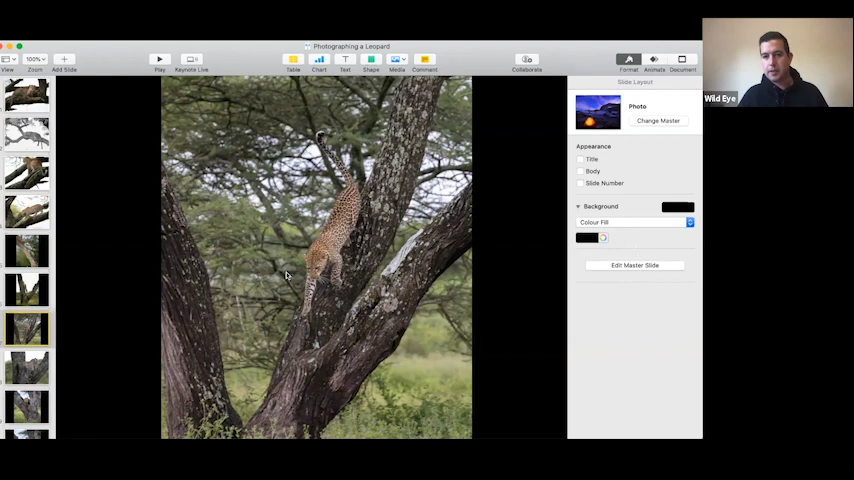 Photographing a Leopard
View
100%
Zoom
Add Slide
Play
Keynote Live
Table
Chart
Text
Shape
Media
Comment
Collaborate
Format
Animate
Document
Slide Layout
Photo
Change Master
Appearance
Title
Body
Slide Number
Background
Colour Fill
Edit Master Slide
Wild Eye